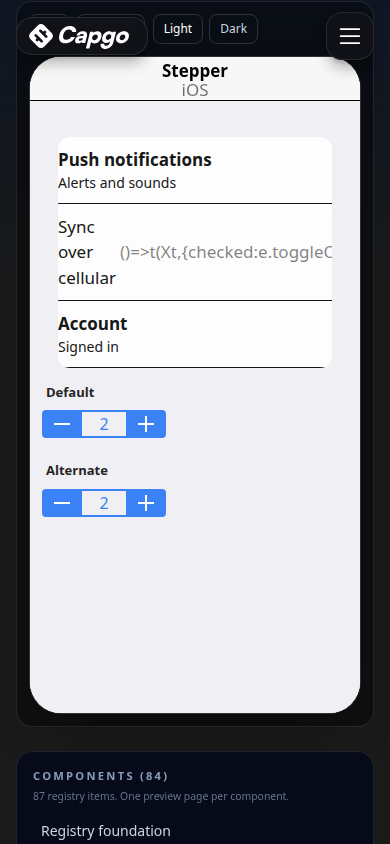 Capgo
Light
Dark
Stepper
iOS
Push notifications
Alerts and sounds
Sync
over
cellular
()=>t(Xt,{checked:e.toggleC
Account
Signed in
Default
2
Alternate
2
COMPONENTS (84)
87 registry items. One preview page per component.
Registry foundation